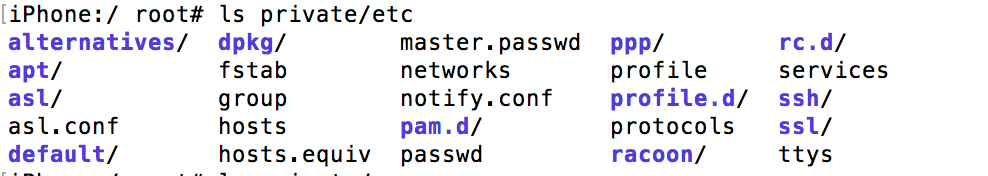 [iPhone:/ root# ls private/etc
alternatives/ dpkg/ master.passwd ppp/ rc.d/
apt/ fstab networks profile services
asl/ group notify.conf profile.d/ ssh/
asl.conf hosts pam.d/ protocols ssl/
default/ hosts.equiv passwd racoon/ ttys